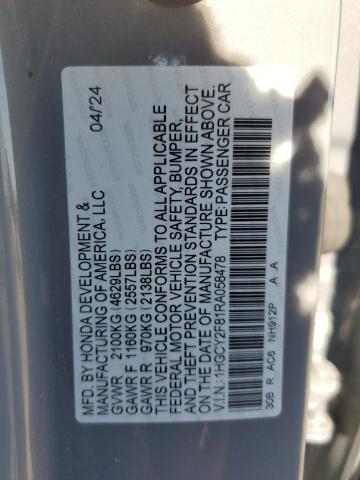 MFD. BY HONDA DEVELOPMENT & 04/24
MANUFACTURING OF AMERICA, LLC
GVWR 2100KG (4629LBS)
GAWR F 1160KG (2557LBS)
GAWR R 970KG (2138LBS)
THIS VEHICLE CONFORMS TO ALL APPLICABLE
FEDERAL MOTOR VEHICLE SAFETY, BUMPER,
AND THEFT PREVENTION STANDARDS IN EFFECT
ON THE DATE OF MANUFACTURE SHOWN ABOVE.
V.I.N.: 1HGCY2F81RA058478 TYPE: PASSENGER CAR
30B R AC6 NH912P A A